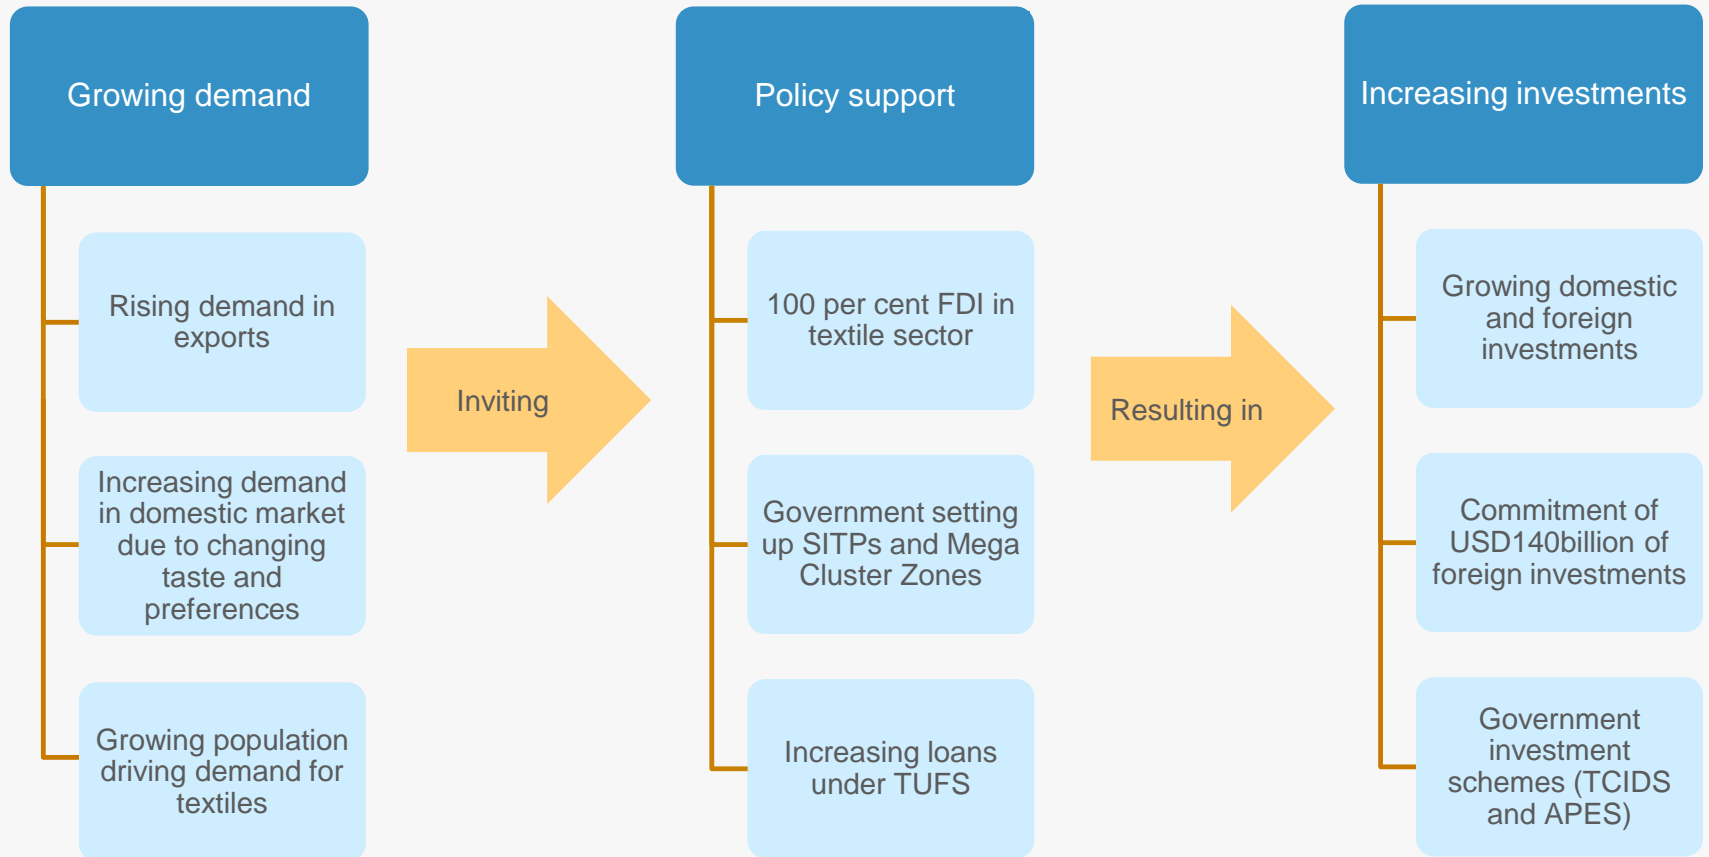 Growing demand
Rising demand in
exports
Increasing demand
in domestic market
due to changing
taste and
preferences
Growing population
driving demand for
textiles
Inviting
Policy support
100 per cent FDI in
textile sector
Government setting
up SITPs and Mega
Cluster Zones
Increasing loans
under TUFS
Resulting in
Increasing investments
Growing domestic
and foreign
investments
Commitment of
USD140billion of
foreign investments
Government
investment
schemes (TCIDS
and APES)